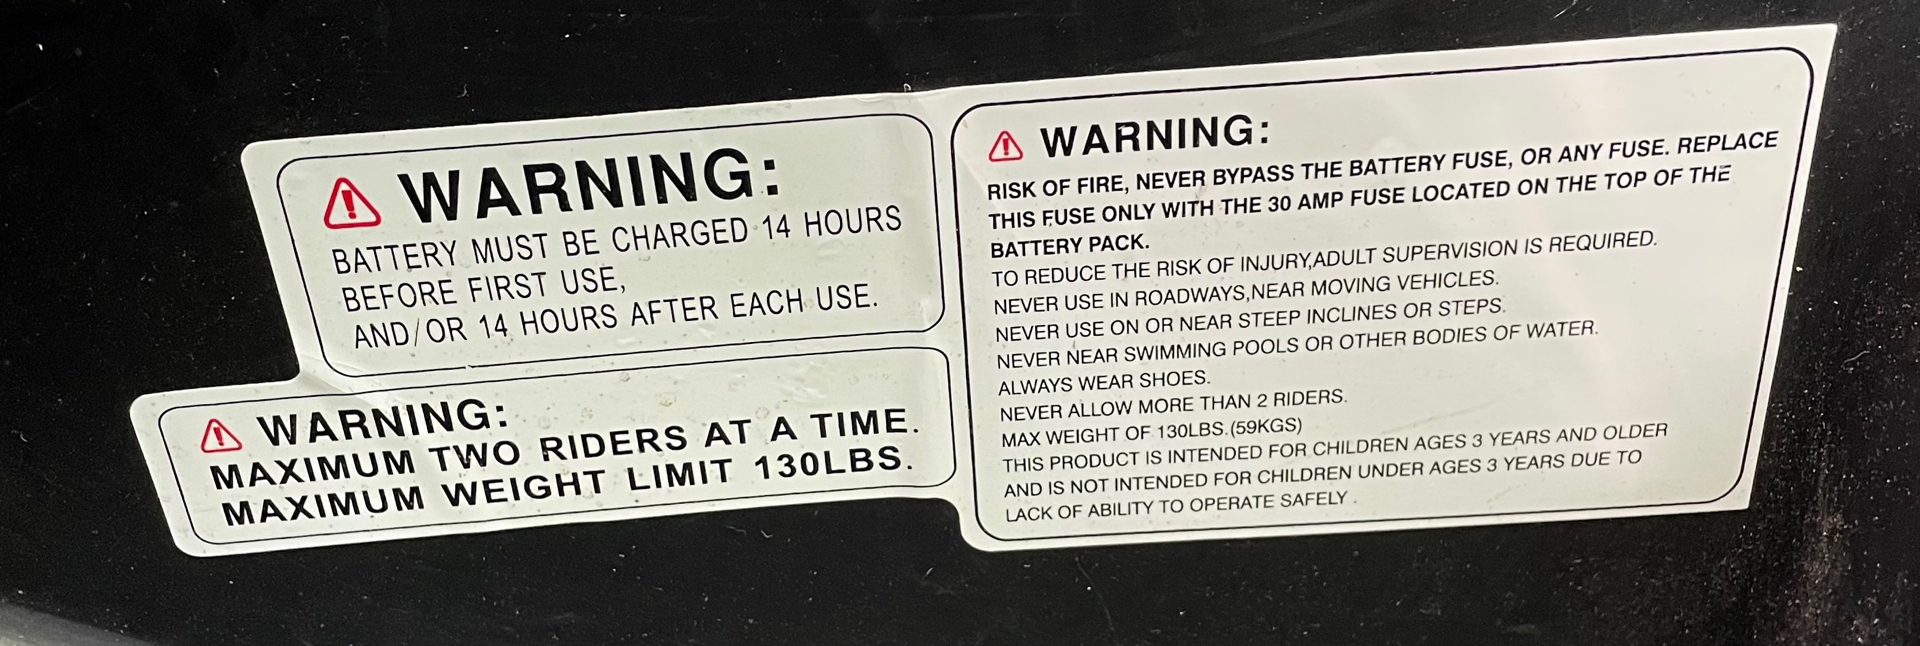 WARNING:
BATTERY MUST BE CHARGED 14 HOURS
BEFORE FIRST USE,
AND/OR 14 HOURS AFTER EACH USE.
WARNING:
MAXIMUM TWO RIDERS AT A TIME.
MAXIMUM WEIGHT LIMIT 130LBS.
WARNING:
RISK OF FIRE, NEVER BYPASS THE BATTERY FUSE, OR ANY FUSE. REPLACE
THIS FUSE ONLY WITH THE 30 AMP FUSE LOCATED ON THE TOP OF THE
BATTERY PACK.
TO REDUCE THE RISK OF INJURY,ADULT SUPERVISION IS REQUIRED.
NEVER USE IN ROADWAYS,NEAR MOVING VEHICLES.
NEVER USE ON OR NEAR STEEP INCLINES OR STEPS.
NEVER NEAR SWIMMING POOLS OR OTHER BODIES OF WATER.
ALWAYS WEAR SHOES.
NEVER ALLOW MORE THAN 2 RIDERS.
MAX WEIGHT OF 130LBS.(59KGS)
THIS PRODUCT IS INTENDED FOR CHILDREN AGES 3 YEARS AND OLDER
AND IS NOT INTENDED FOR CHILDREN UNDER AGES 3 YEARS DUE TO
LACK OF ABILITY TO OPERATE SAFELY .